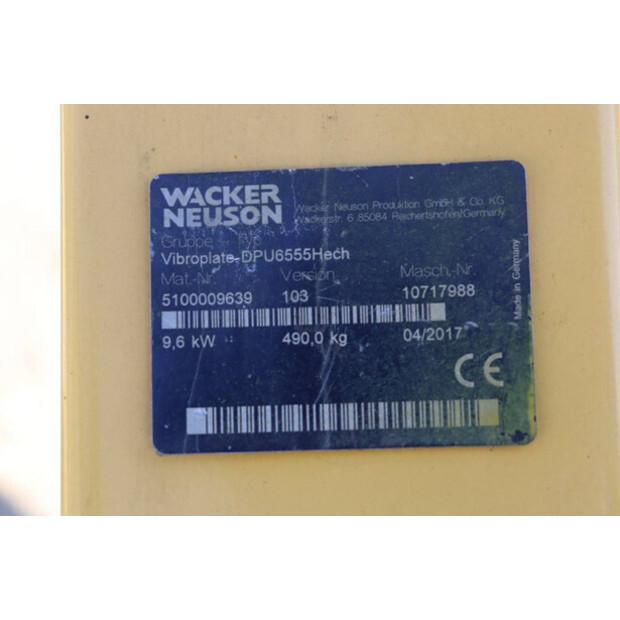 WACKER
NEUSON
Wacker Neuson Produktion GmbH & Co. KG
Wackerstr. 6 85084 Reichertshofen/Germany
Gruppe Typ
Vibroplate-DPU6555Hech
Mat.-Nr. Version Masch.-Nr.
5100009639 103 10717988
9,6 kW 490,0 kg 04/2017
CE
Made in Germany